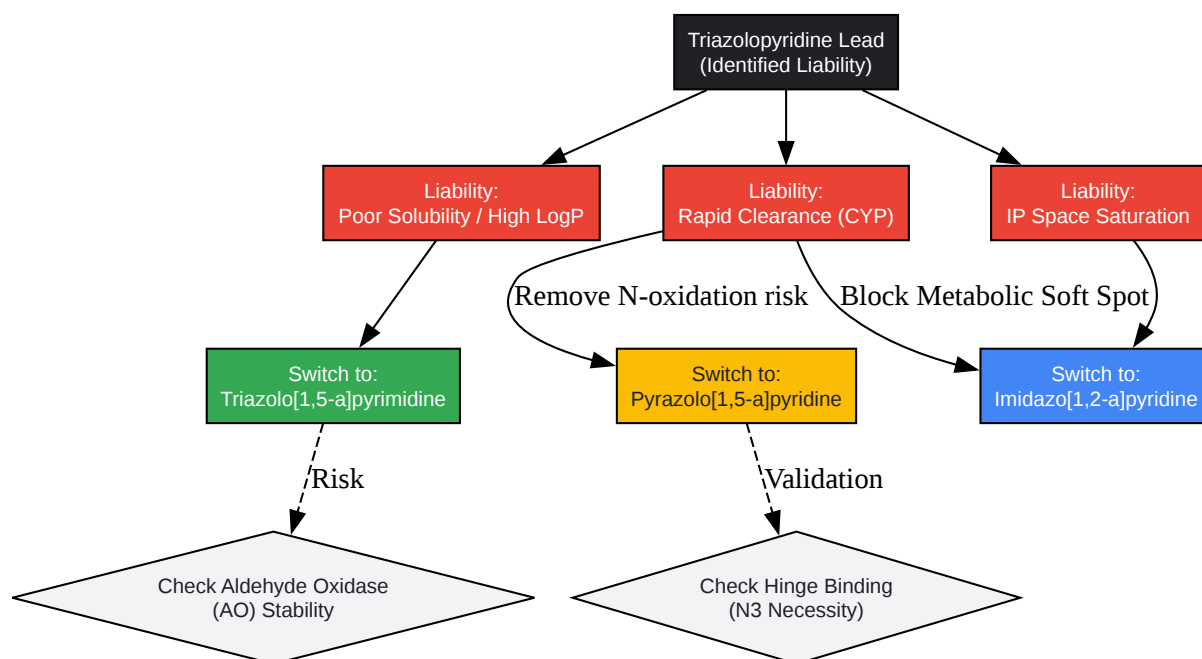 Triazolopyridine Lead
(Identified Liability)
Liability:
Poor Solubility / High LogP
Liability:
Rapid Clearance (CYP)
Liability:
IP Space Saturation
Remove N-oxidation risk
Block Metabolic Soft Spot
Switch to:
Triazolo[1,5-a]pyrimidine
Switch to:
Pyrazolo[1,5-a]pyridine
Switch to:
Imidazo[1,2-a]pyridine
Risk
Validation
Check Aldehyde Oxidase
(AO) Stability
Check Hinge Binding
(N3 Necessity)